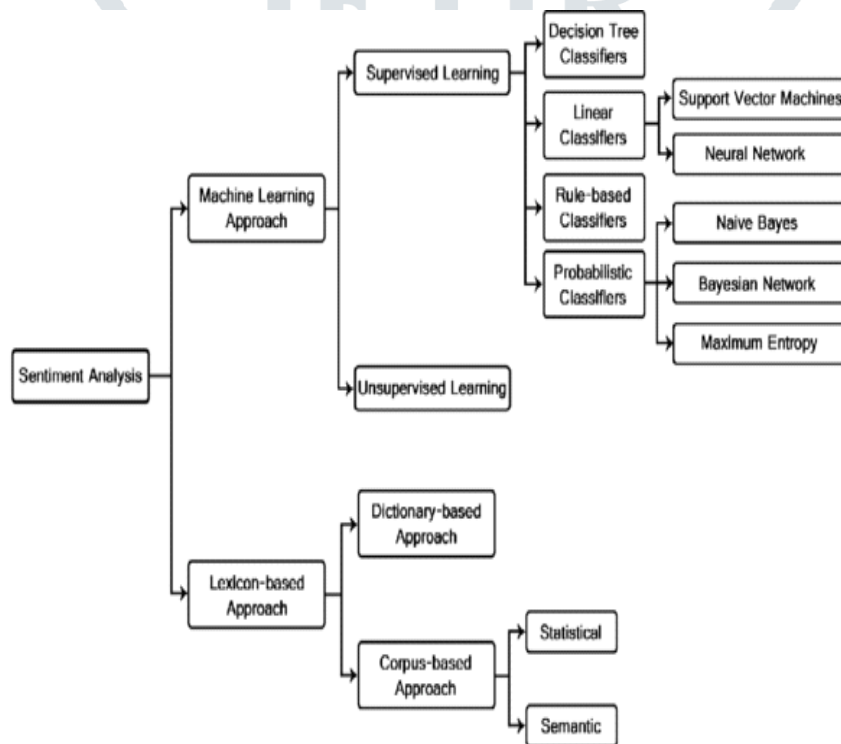 Decision Tree
Classifiers
Supervised Learning
Support Vector Machines
Linear
Classifiers
Neural Network
Machine Learning
Approach
Rule-based
Classifiers
Naive Bayes
Probabilistic
Classifiers
Bayesian Network
Maximum Entropy
Sentiment Analysis
Unsupervised Learning
Dictionary-based
Approach
Lexicon-based
Approach
Statistical
Corpus-based
Approach
Semantic